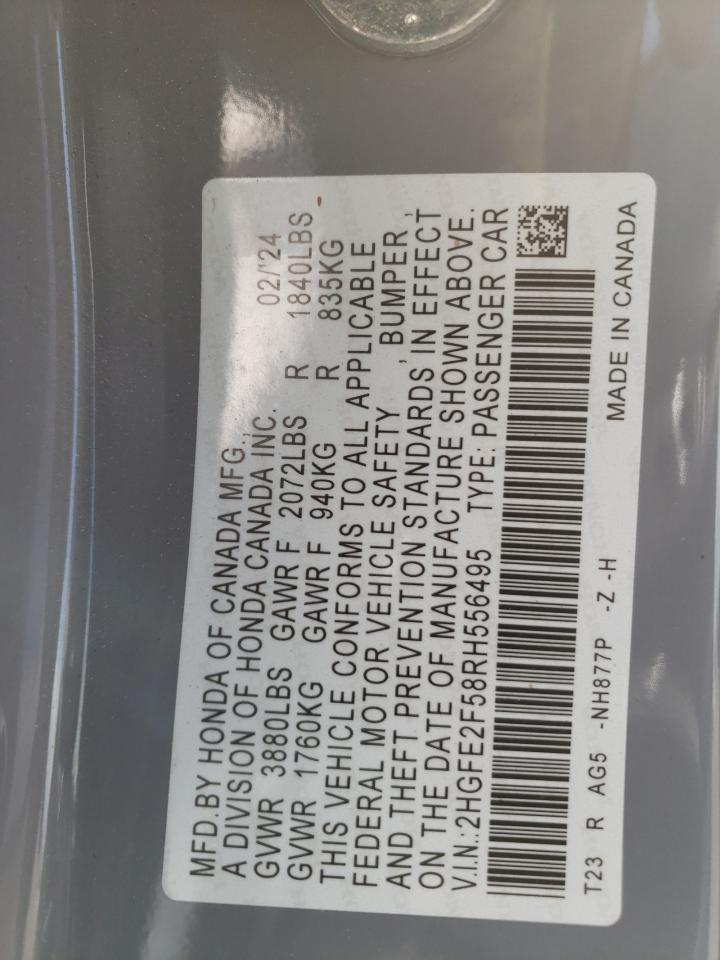 MFD.BY HONDA OF CANADA MFG.,
A DIVISION OF HONDA CANADA INC. 02/'24
GVWR 3880LBS GAWR F 2072LBS R 1840LBS
GVWR 1760KG GAWR F 940KG R 835KG
THIS VEHICLE CONFORMS TO ALL APPLICABLE
FEDERAL MOTOR VEHICLE SAFETY , BUMPER ,
AND THEFT PREVENTION STANDARDS IN EFFECT
ON THE DATE OF MANUFACTURE SHOWN ABOVE.
V.I.N.:2HGFE2F58RH556495 TYPE: PASSENGER CAR
T23 R AG5 -NH877P -Z -H MADE IN CANADA